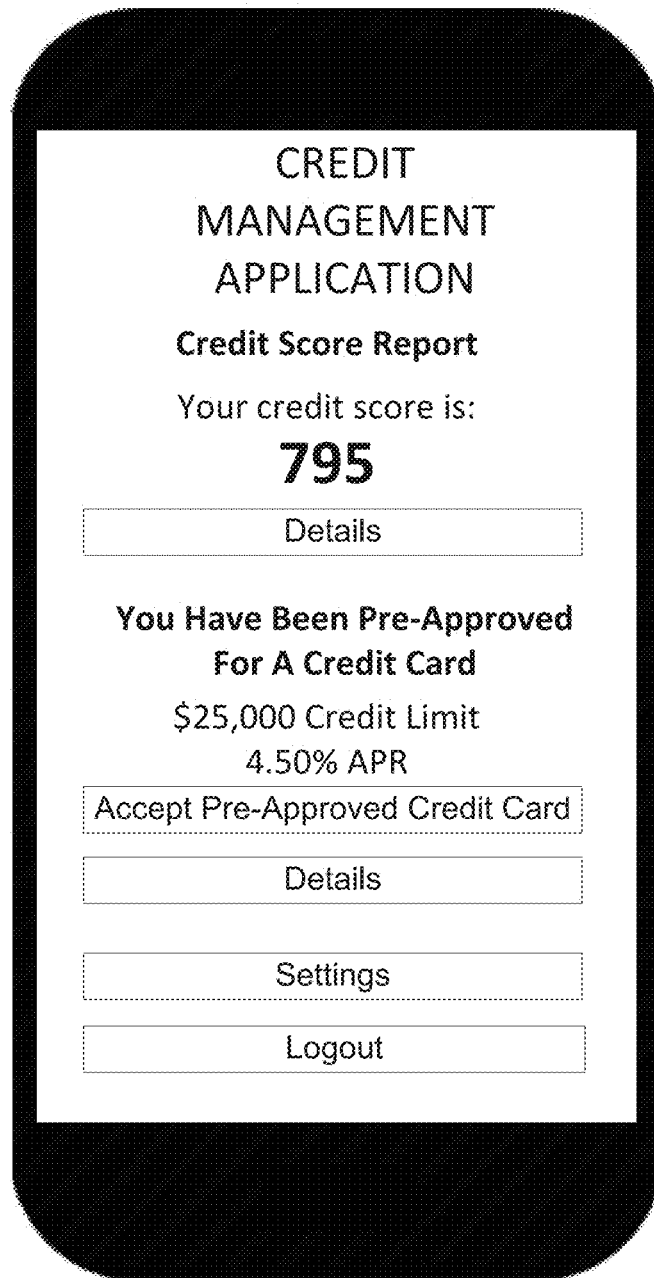 CREDIT
MANAGEMENT
APPLICATION
Credit Score Report
Your credit score is:
795
Details
You Have Been Pre-Approved
For A Credit Card
$25,000 Credit Limit
4.50% APR
Accept Pre-Approved Credit Card
Details
Settings
Logout